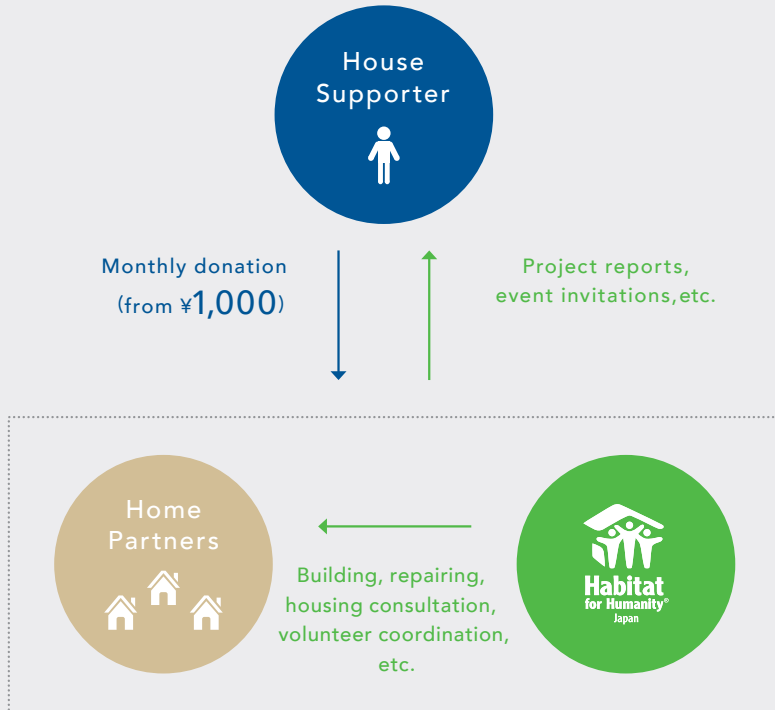 House
Supporter
Monthly donation
(from ¥1,000)
Project reports,
event invitations, etc.
Home
Partners
Building, repairing,
housing consultation,
volunteer coordination,
etc.
Habitat
for Humanity®
Japan